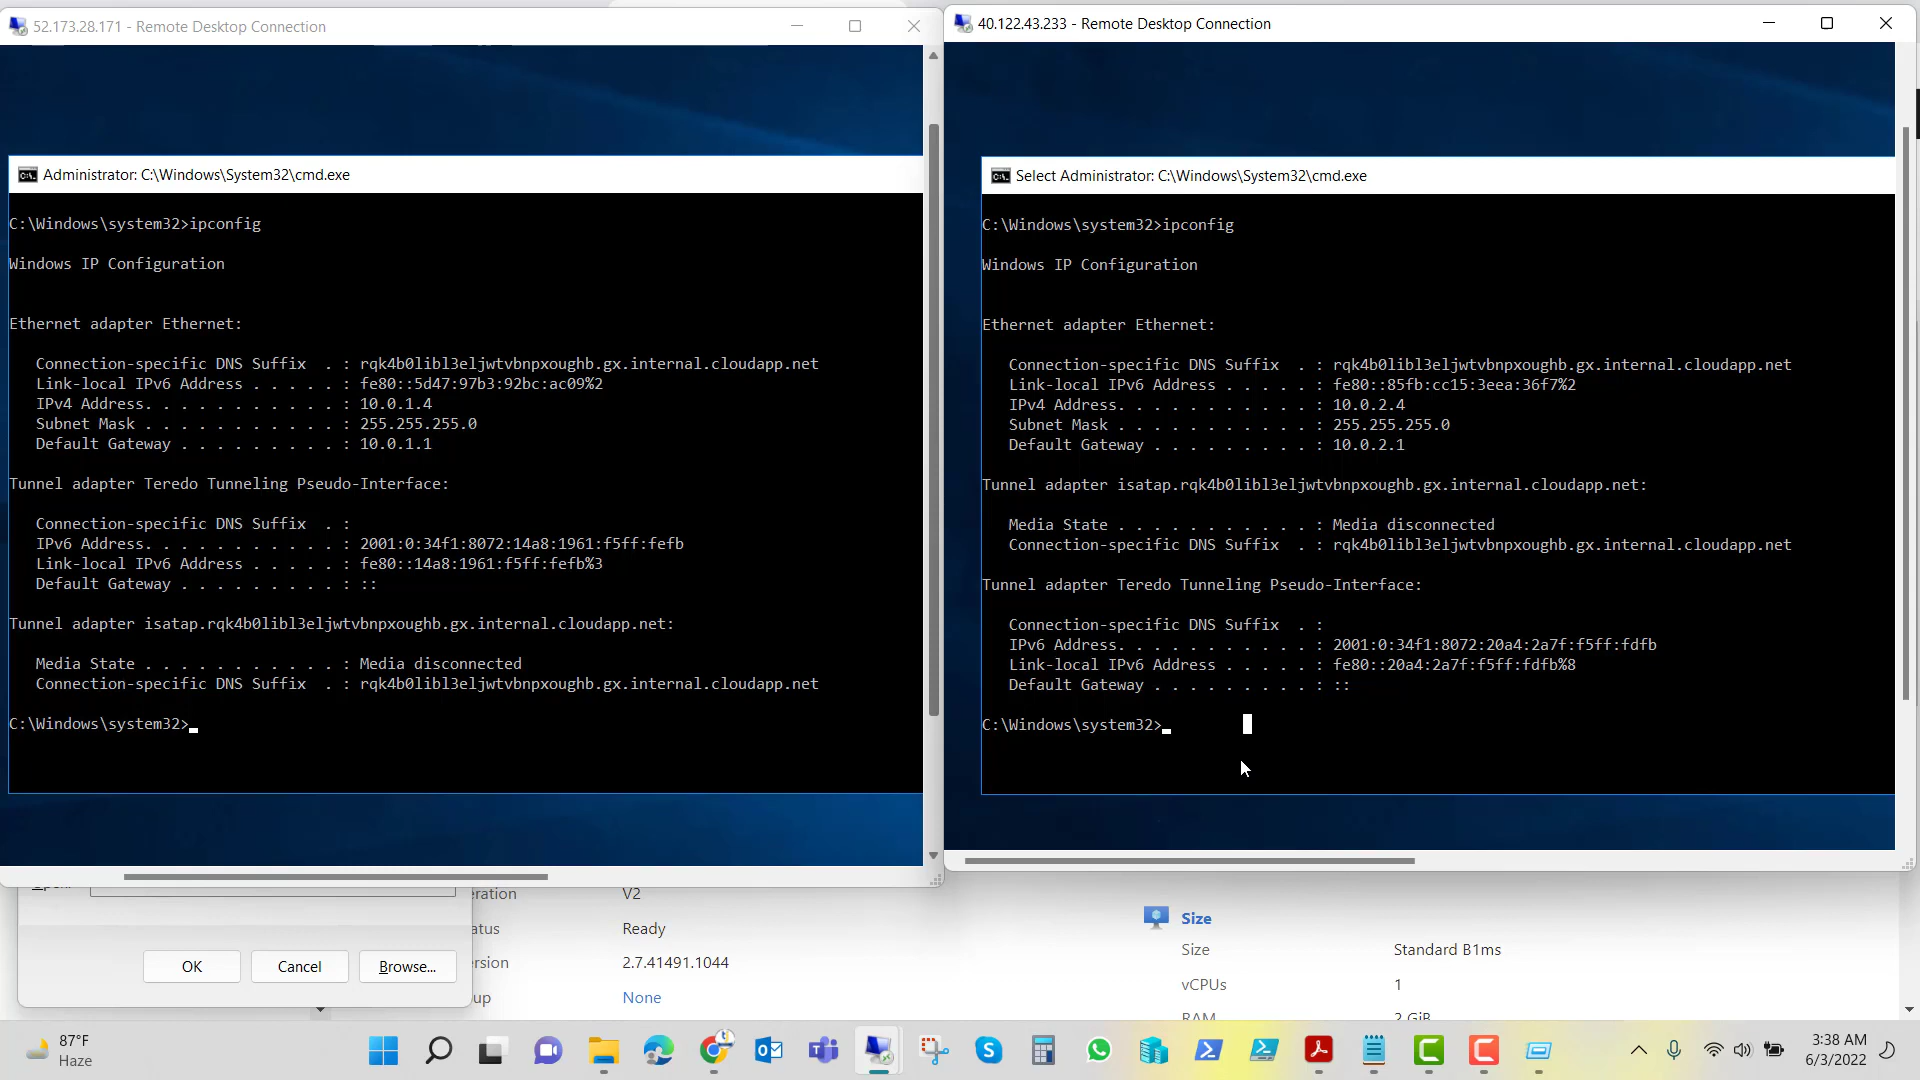 52.173.28.171 - Remote Desktop Connection
Administrator: C:\Windows\System32\cmd.exe
C:\Windows\system32>ipconfig
Windows IP Configuration
Ethernet adapter Ethernet:
Connection-specific DNS Suffix . : rqk4b0libl3eljwtvbnpxoughb.gx.internal.cloudapp.net
Link-local IPv6 Address . . . . . : fe80::5d47:97b3:92bc:ac09%2
IPv4 Address. . . . . . . . . . . : 10.0.1.4
Subnet Mask . . . . . . . . . . . : 255.255.255.0
Default Gateway . . . . . . . . . : 10.0.1.1
Tunnel adapter Teredo Tunneling Pseudo-Interface:
Connection-specific DNS Suffix . :
IPv6 Address. . . . . . . . . . . : 2001:0:34f1:8072:14a8:1961:f5ff:fefb
Link-local IPv6 Address . . . . . : fe80::14a8:1961:f5ff:fefb%3
Default Gateway . . . . . . . . . : ::
Tunnel adapter isatap.rqk4b0libl3eljwtvbnpxoughb.gx.internal.cloudapp.net:
Media State . . . . . . . . . . . : Media disconnected
Connection-specific DNS Suffix . : rqk4b0libl3eljwtvbnpxoughb.gx.internal.cloudapp.net
C:\Windows\system32>
40.122.43.233 - Remote Desktop Connection
Select Administrator: C:\Windows\System32\cmd.exe
C:\Windows\system32>ipconfig
Windows IP Configuration
Ethernet adapter Ethernet:
Connection-specific DNS Suffix . : rqk4b0libl3eljwtvbnpxoughb.gx.internal.cloudapp.net
Link-local IPv6 Address . . . . . : fe80::85fb:cc15:3eea:36f7%2
IPv4 Address. . . . . . . . . . . : 10.0.2.4
Subnet Mask . . . . . . . . . . . : 255.255.255.0
Default Gateway . . . . . . . . . : 10.0.2.1
Tunnel adapter isatap.rqk4b0libl3eljwtvbnpxoughb.gx.internal.cloudapp.net:
Media State . . . . . . . . . . . : Media disconnected
Connection-specific DNS Suffix . : rqk4b0libl3eljwtvbnpxoughb.gx.internal.cloudapp.net
Tunnel adapter Teredo Tunneling Pseudo-Interface:
Connection-specific DNS Suffix . :
IPv6 Address. . . . . . . . . . . : 2001:0:34f1:8072:20a4:2a7f:f5ff:fdfb
Link-local IPv6 Address . . . . . : fe80::20a4:2a7f:f5ff:fdfb%8
Default Gateway . . . . . . . . . : ::
C:\Windows\system32>
OK Cancel Browse...
eration V2
atus Ready
ersion 2.7.41491.1044
up None
Size
Size Standard B1ms
vCPUs 1
RAM 2 GiB
87°F
Haze
3:38 AM
6/3/2022